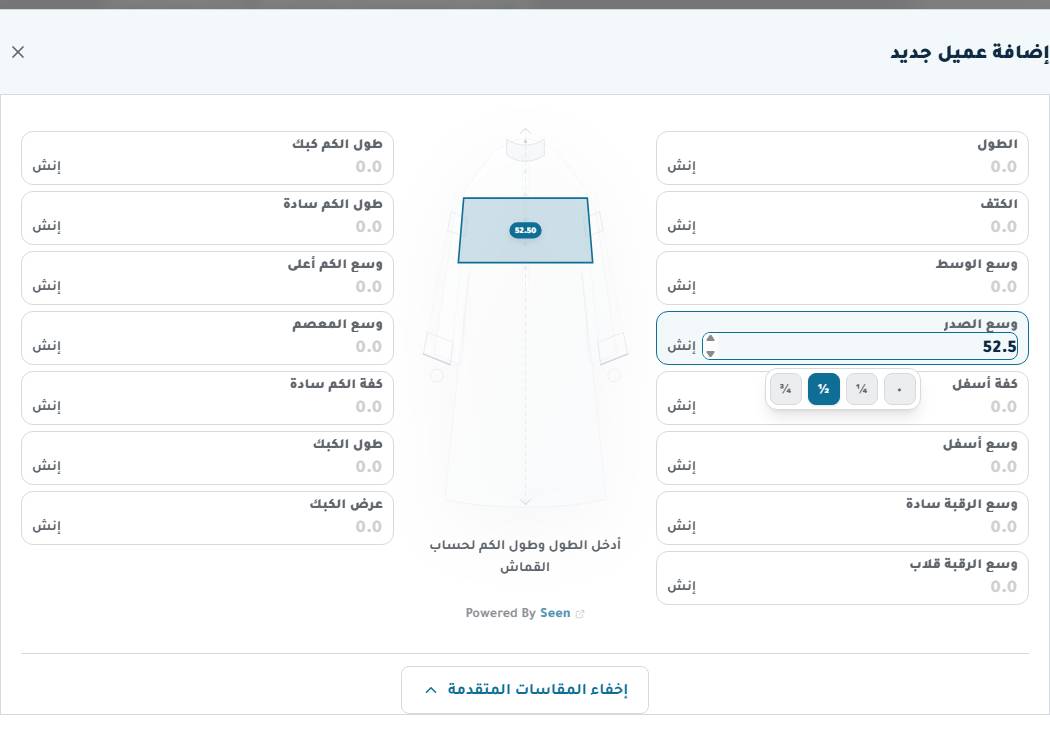 إضافة عميل جديد
الطول
0.0
إنش
الكتف
0.0
إنش
وسع الوسط
0.0
إنش
وسع الصدر
52.5
إنش
٠
¼
½
¾
كفة أسفل
0.0
إنش
وسع أسفل
0.0
إنش
وسع الرقبة سادة
0.0
إنش
وسع الرقبة قلاب
0.0
إنش
52.50
أدخل الطول وطول الكم لحساب
القماش
Powered By Seen
طول الكم كبك
0.0
إنش
طول الكم سادة
0.0
إنش
وسع الكم أعلى
0.0
إنش
وسع المعصم
0.0
إنش
كفة الكم سادة
0.0
إنش
طول الكبك
0.0
إنش
عرض الكبك
0.0
إنش
إخفاء المقاسات المتقدمة